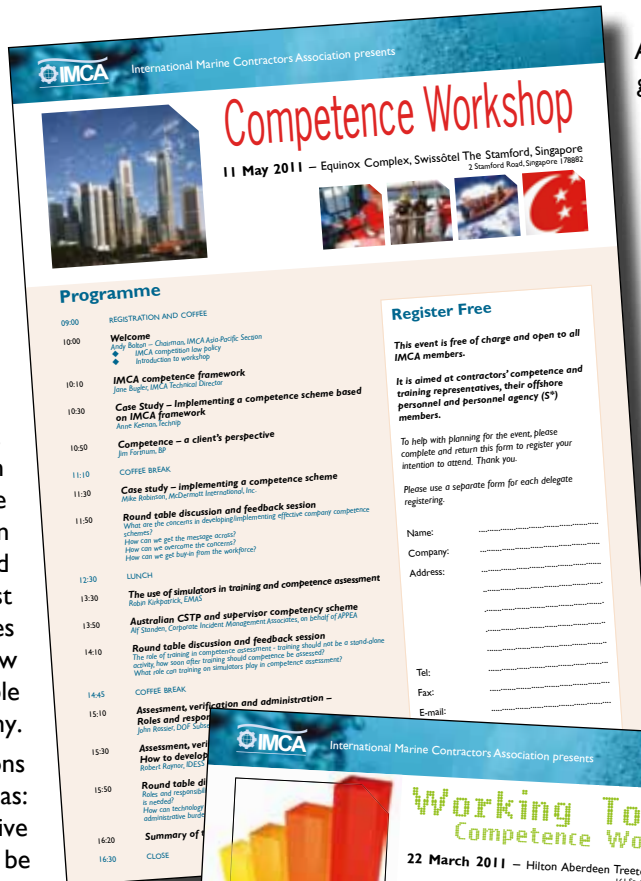 A
g
IMCA
International Marine Contractors Association presents
Competence Workshop
11 May 2011 – Equinox Complex, Swissôtel The Stamford, Singapore
2 Stamford Road, Singapore 178882
Programme
09:00 REGISTRATION AND COFFEE
10:00 Welcome
Andy Bolton – Chairman, IMCA Asia-Pacific Section
◆ IMCA competition law policy
◆ Introduction to workshop
10:10 IMCA competence framework
Jane Bugler, IMCA Technical Director
10:30 Case Study – Implementing a competence scheme based
on IMCA framework
Anne Keenan, Technip
10:50 Competence – a client's perspective
Jim Fortnum, BP
11:10 COFFEE BREAK
11:30 Case study – implementing a competence scheme
Mike Robinson, McDermott International, Inc.
11:50 Round table discussion and feedback session
What are the concerns in developing/implementing effective company competence
schemes?
How can we get the message across?
How can we overcome the concerns?
How can we get buy-in from the workforce?
12:30 LUNCH
13:30 The use of simulators in training and competence assessment
Robin Kirkpatrick, EMAS
13:50 Australian CSTP and supervisor competency scheme
Alf Standen, Corporate Incident Management Associates, on behalf of APPEA
14:10 Round table discussion and feedback session
The role of training in competence assessment - training should not be a stand-alone
activity, how soon after training should competence be assessed?
What role can training on simulators play in competence assessment?
14:45 COFFEE BREAK
15:10 Assessment, verification and administration –
Roles and respon
John Rossier, DOF Subse
15:30 Assessment, veri
How to develop
Robert Raynor, IDESS
15:50 Round table di
Roles and responsibili
is needed?
How can technology
administrative burde
16:20 Summary of t
16:30 CLOSE
Register Free
This event is free of charge and open to all
IMCA members.
It is aimed at contractors' competence and
training representatives, their offshore
personnel and personnel agency (S*)
members.
To help with planning for the event, please
complete and return this form to register your
intention to attend. Thank you.
Please use a separate form for each delegate
registering.
Name:
Company:
Address:
Tel:
Fax:
E-mail:
n
e
n
d
st
es
w
ble
ny.
ons
as:
ive
be
IMCA
International Marine Contractors Association presents
Working To
Competence Wo
22 March 2011 – Hilton Aberdeen Treet